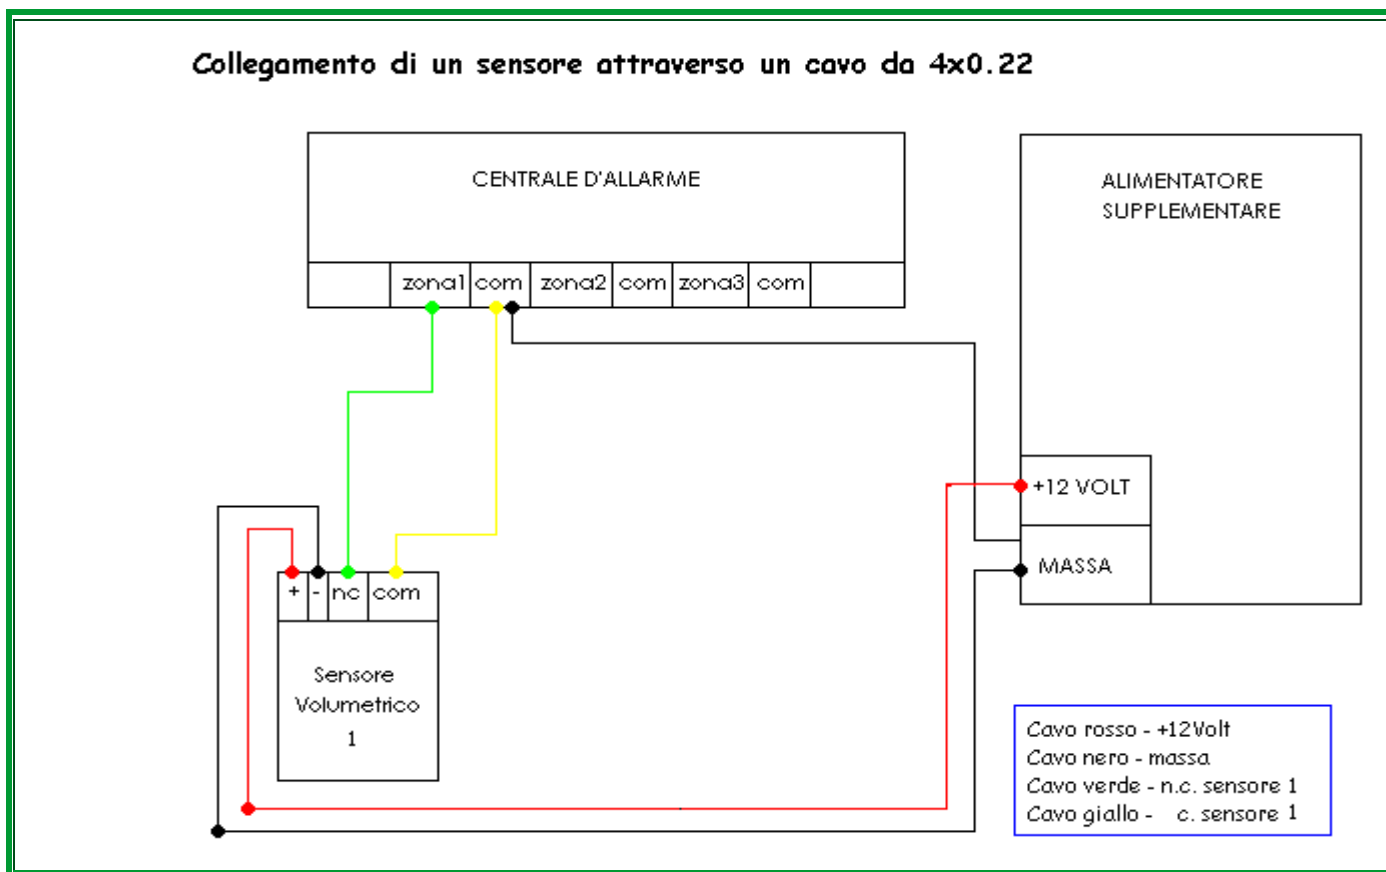 Collegamento di un sensore attraverso un cavo da 4x0.22
CENTRALE D'ALLARME
zona1 com zona2 com zona3 com
ALIMENTATORE
SUPPLEMENTARE
+12 VOLT
MASSA
+ - nc com
Sensore
Volumetrico
1
Cavo rosso - +12Volt
Cavo nero - massa
Cavo verde - n.c. sensore 1
Cavo giallo - c. sensore 1